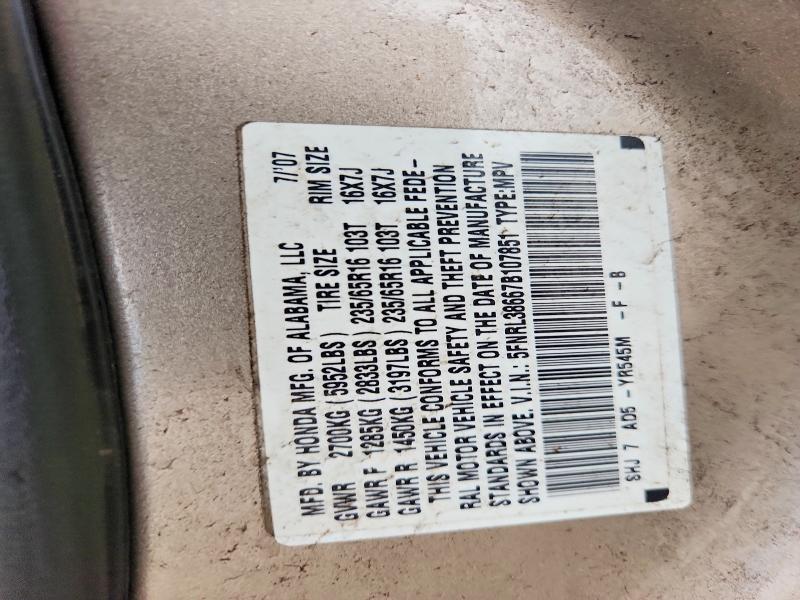 MFD. BY HONDA MFG. OF ALABAMA, LLC 7/'07
GVWR 2700KG (5952LBS) TIRE SIZE RIM SIZE
GAWR F 1285KG (2833LBS) 235/65R16 103T 16X7J
GAWR R 1450KG (3197LBS) 235/65R16 103T 16X7J
THIS VEHICLE CONFORMS TO ALL APPLICABLE FEDE-
RAL MOTOR VEHICLE SAFETY AND THEFT PREVENTION
STANDARDS IN EFFECT ON THE DATE OF MANUFACTURE
SHOWN ABOVE. V.I.N.: 5FNRL38667B107851 TYPE:MPV
SHJ 7 A05 - YR545M - F - B